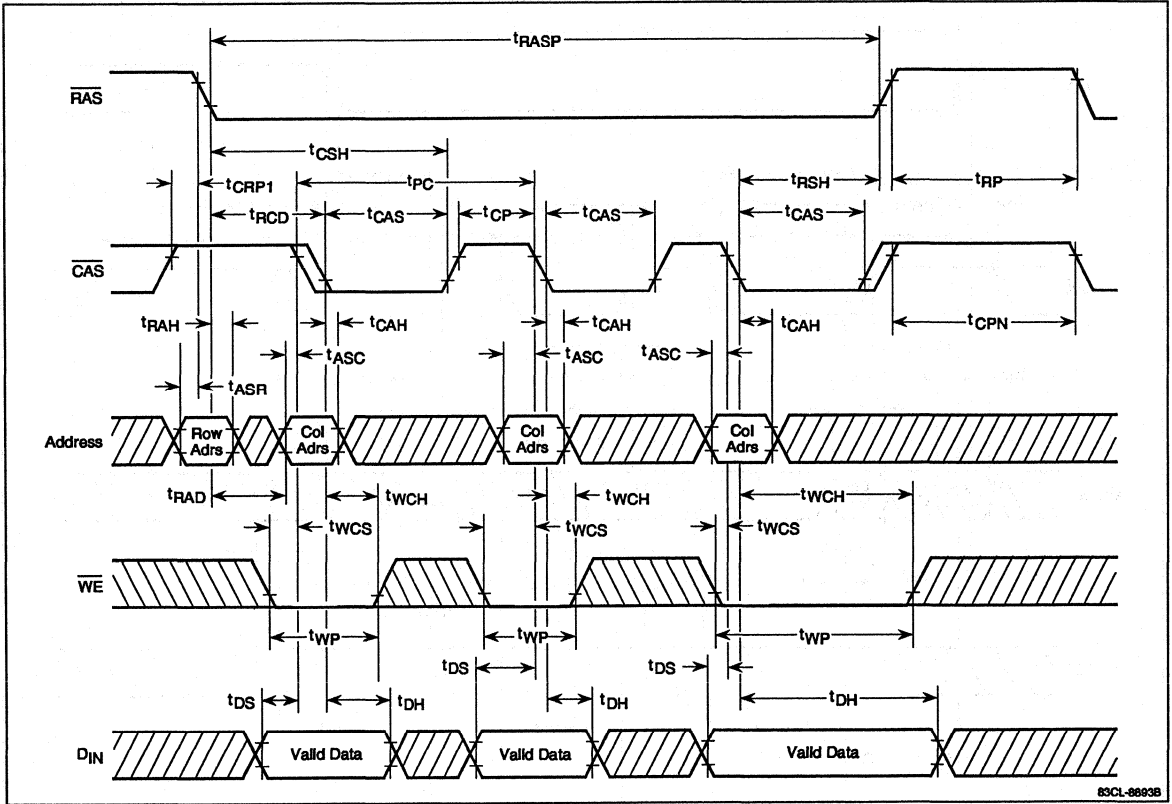 tRASP
RAS
tCSH
tCRP1 tPC tRSH tRP
tRCD tCAS tCP tCAS tCAS
CAS
tRAH tCAH tCAH tCAH tCPN
tASC tASC tASC
tASR
Address Row Adrs Col Adrs Col Adrs Col Adrs
tRAD tWCH tWCH tWCH
tWCS tWCS tWCS
WE
tWP tWP tWP
tDS tDS
tDS tDH tDH tDH
DIN Valid Data Valid Data Valid Data
83CL-8893B